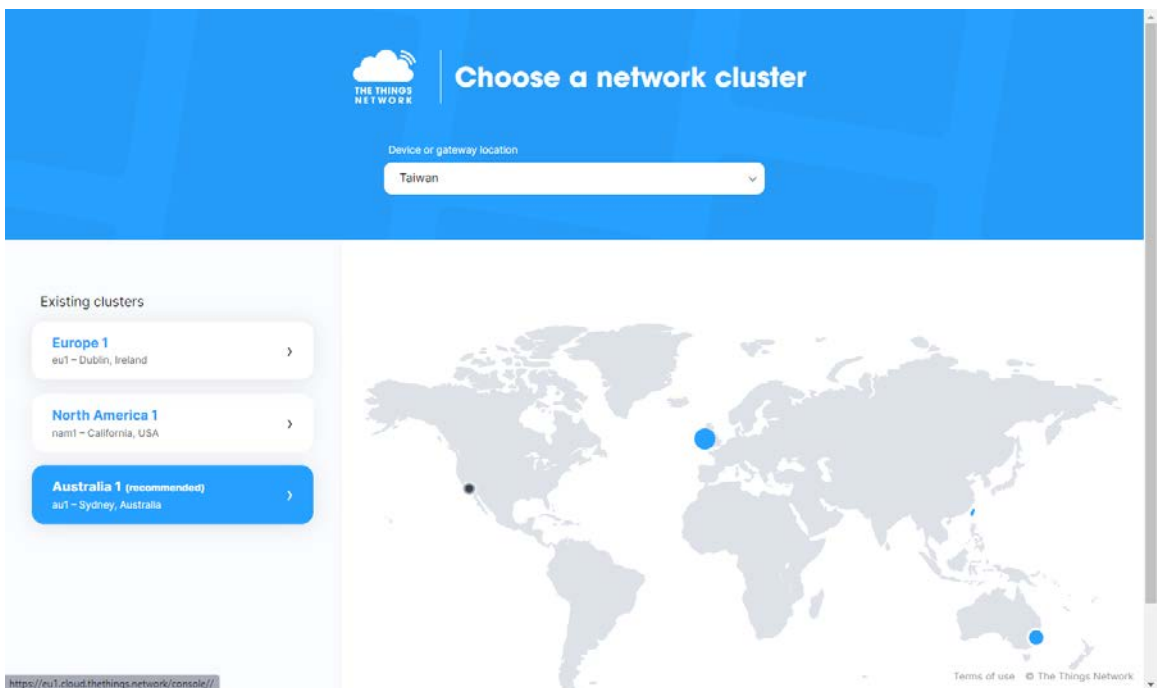 THE THINGS
NETWORK
Choose a network cluster
Device or gateway location
Taiwan
Existing clusters
Europe 1
eu1 – Dublin, Ireland
North America 1
nam1 – California, USA
Australia 1 (recommended)
au1 – Sydney, Australia
Terms of use © The Things Network
https://eu1.cloud.thethings.network/console//